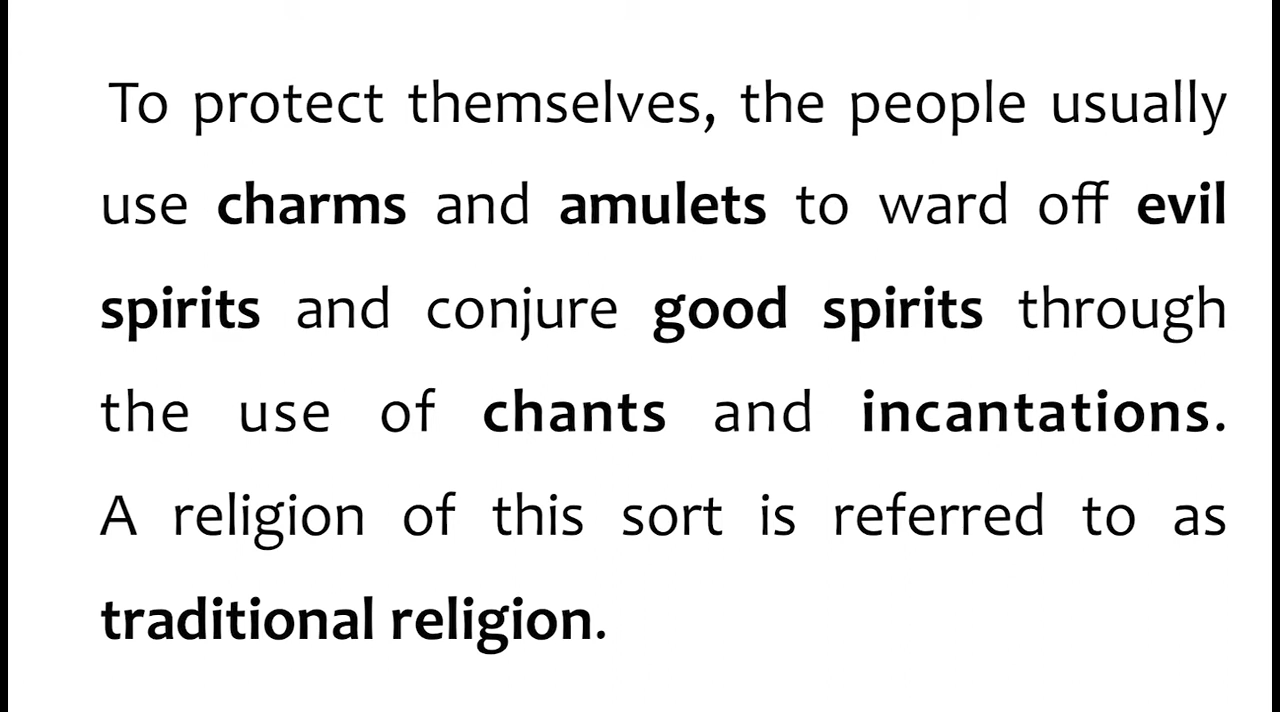 To protect themselves, the people usually
use charms and amulets to ward off evil
spirits and conjure good spirits through
the use of chants and incantations.
A religion of this sort is referred to as
traditional religion.